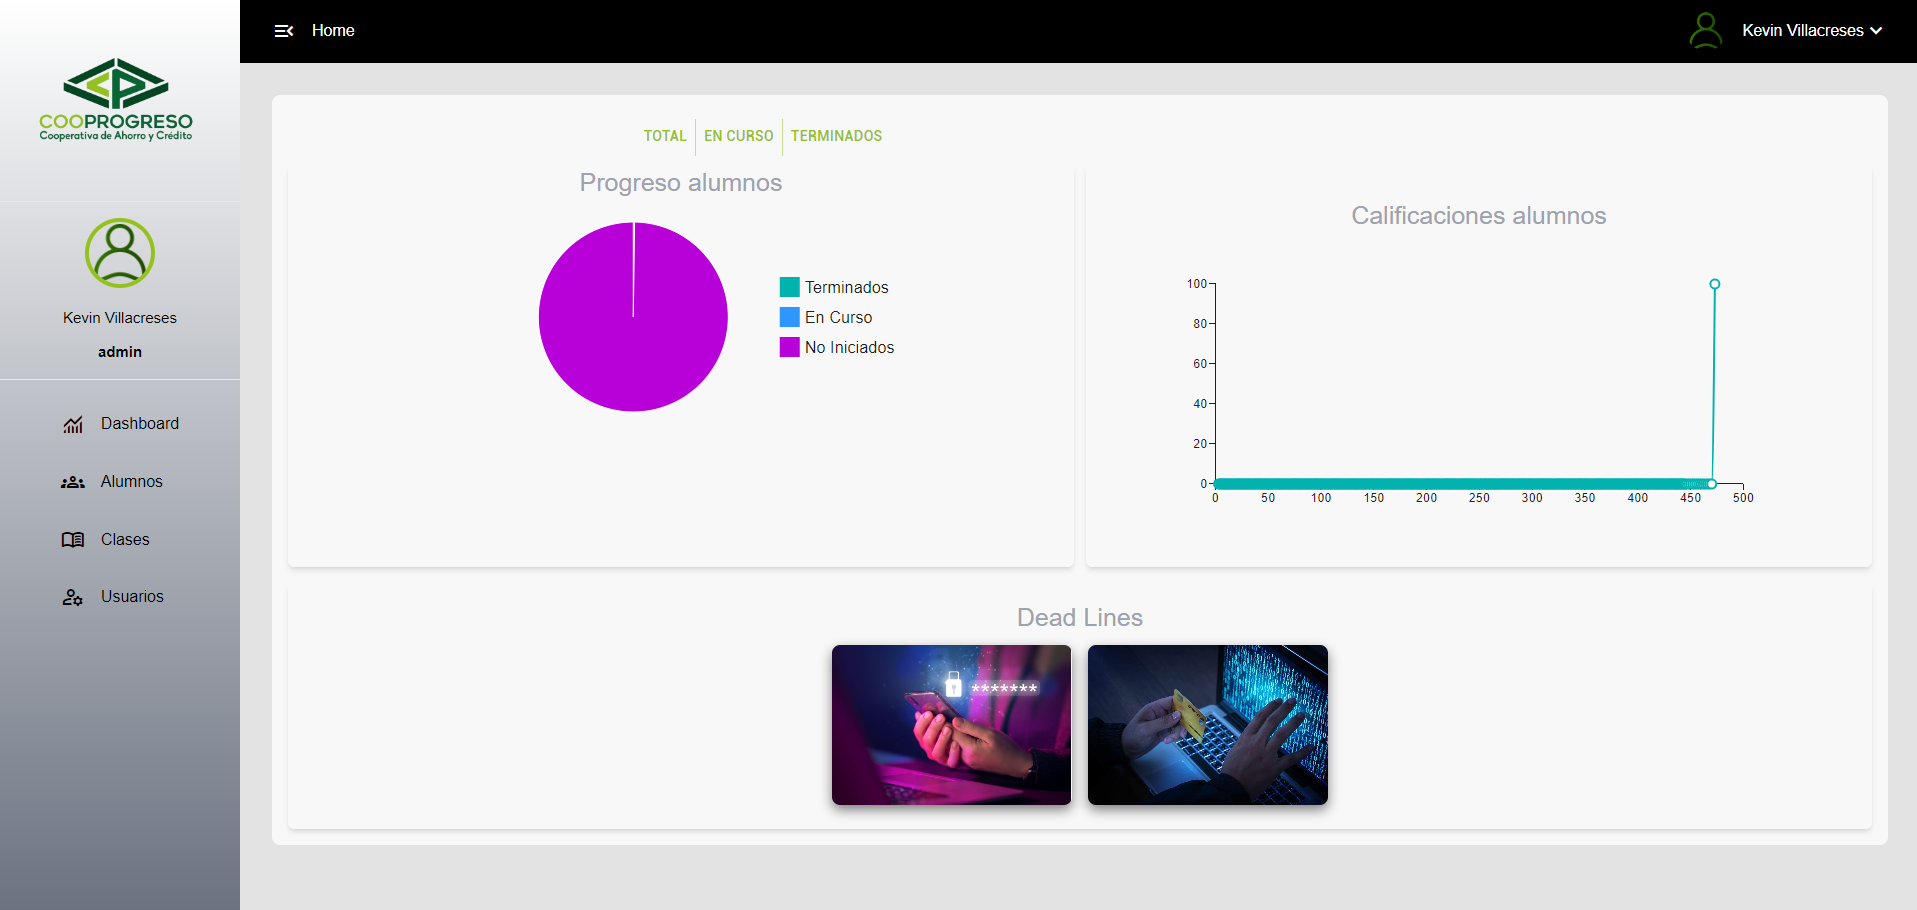 COOPROGRESO
Cooperativa de Ahorro y Crédito
Kevin Villacreses
admin
Dashboard
Alumnos
Clases
Usuarios
Home
Kevin Villacreses
TOTAL
EN CURSO
TERMINADOS
Progreso alumnos
Terminados
En Curso
No Iniciados
Calificaciones alumnos
100
80
60
40
20
0
0 50 100 150 200 250 300 350 400 450 500
Dead Lines
*******